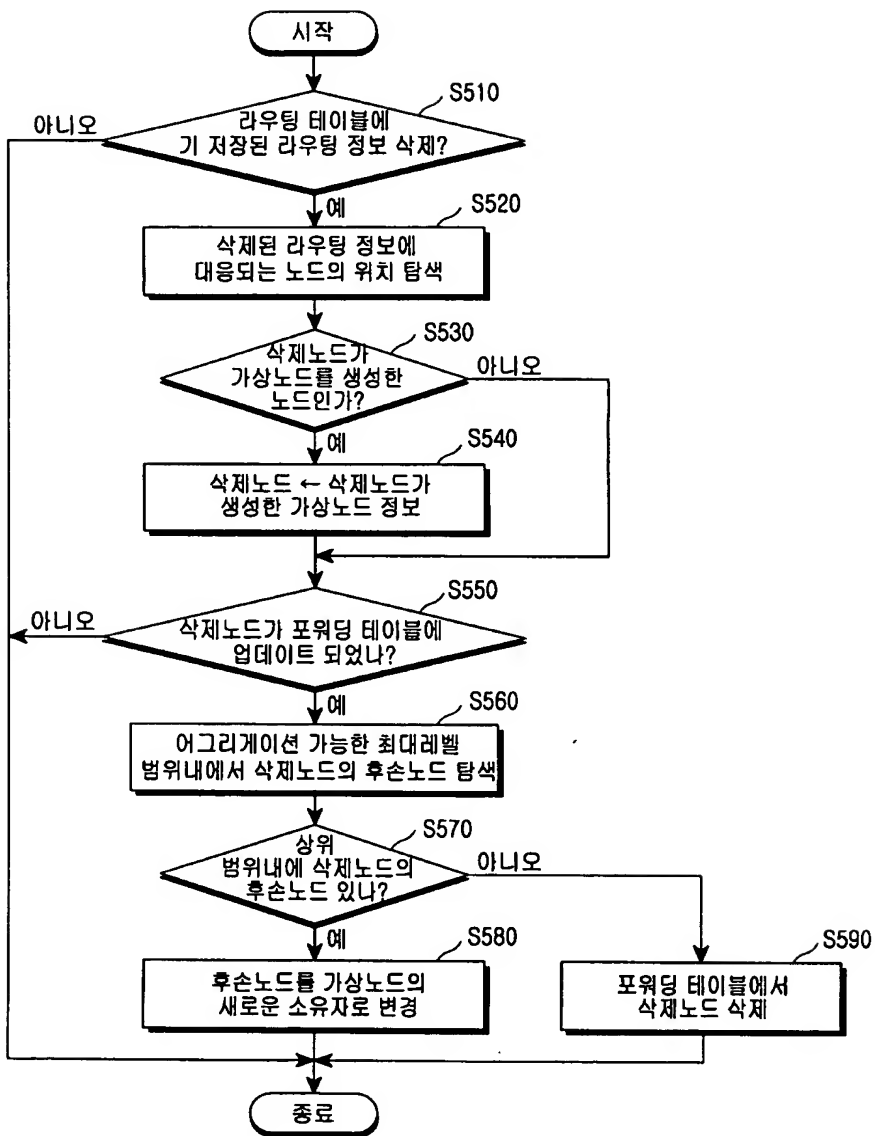 시작
S510
아니오
라우팅 테이블에
기 저장된 라우팅 정보 삭제?
예
S520
삭제된 라우팅 정보에
대응되는 노드의 위치 탐색
S530
삭제노드가
가상노드를 생성한
노드인가?
아니오
예
S540
삭제노드 ← 삭제노드가
생성한 가상노드 정보
S550
아니오
삭제노드가 포워딩 테이블에
업데이트 되었나?
예
S560
어그리게이션 가능한 최대레벨
범위내에서 삭제노드의 후손노드 탐색
S570
상위
범위내에 삭제노드의
후손노드 있나?
아니오
예
S580
후손노드를 가상노드의
새로운 소유자로 변경
S590
포워딩 테이블에서
삭제노드 삭제
종료